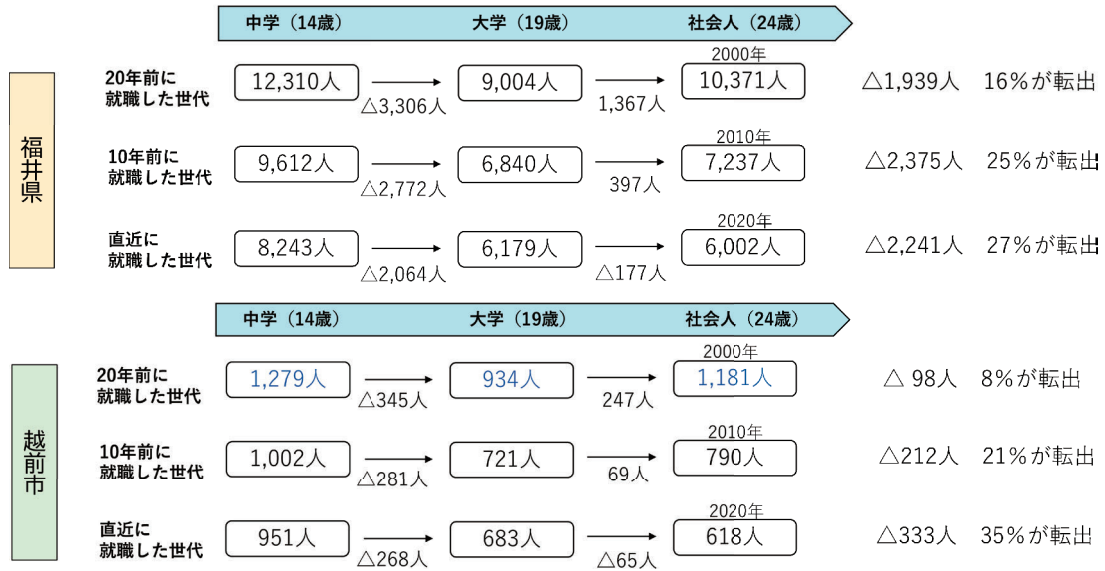 中学（14歳） 大学（19歳） 社会人（24歳）
福井県
2000年
20年前に
就職した世代
12,310人 9,004人 10,371人 △1,939人 16%が転出
△3,306人 1,367人
2010年
10年前に
就職した世代
9,612人 6,840人 7,237人 △2,375人 25%が転出
△2,772人 397人
2020年
直近に
就職した世代
8,243人 6,179人 6,002人 △2,241人 27%が転出
△2,064人 △177人
中学（14歳） 大学（19歳） 社会人（24歳）
越前市
2000年
20年前に
就職した世代
1,279人 934人 1,181人 △ 98人 8%が転出
△345人 247人
2010年
10年前に
就職した世代
1,002人 721人 790人 △212人 21%が転出
△281人 69人
2020年
直近に
就職した世代
951人 683人 618人 △333人 35%が転出
△268人 △65人